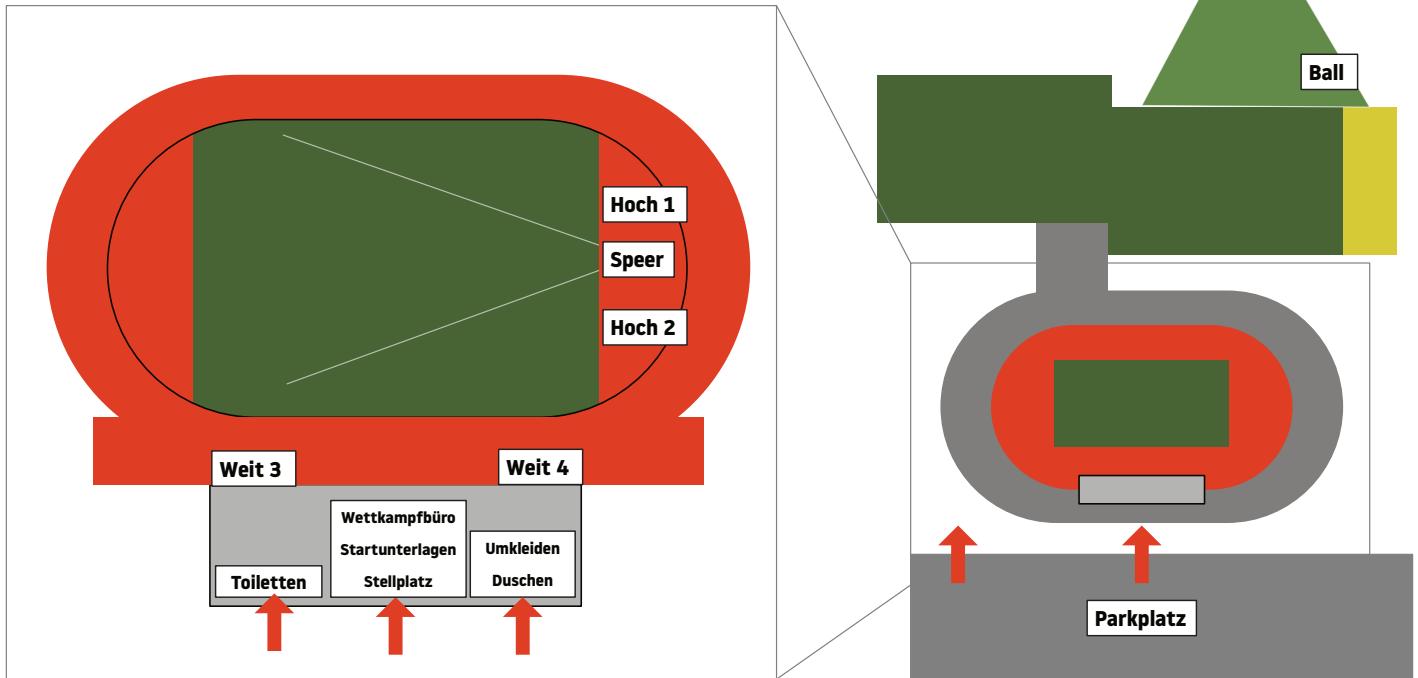 Hoch 1
Speer
Hoch 2
Weit 3
Weit 4
Toiletten
Wettkampfbüro
Startunterlagen
Stellplatz
Umkleiden
Duschen
Ball
Parkplatz